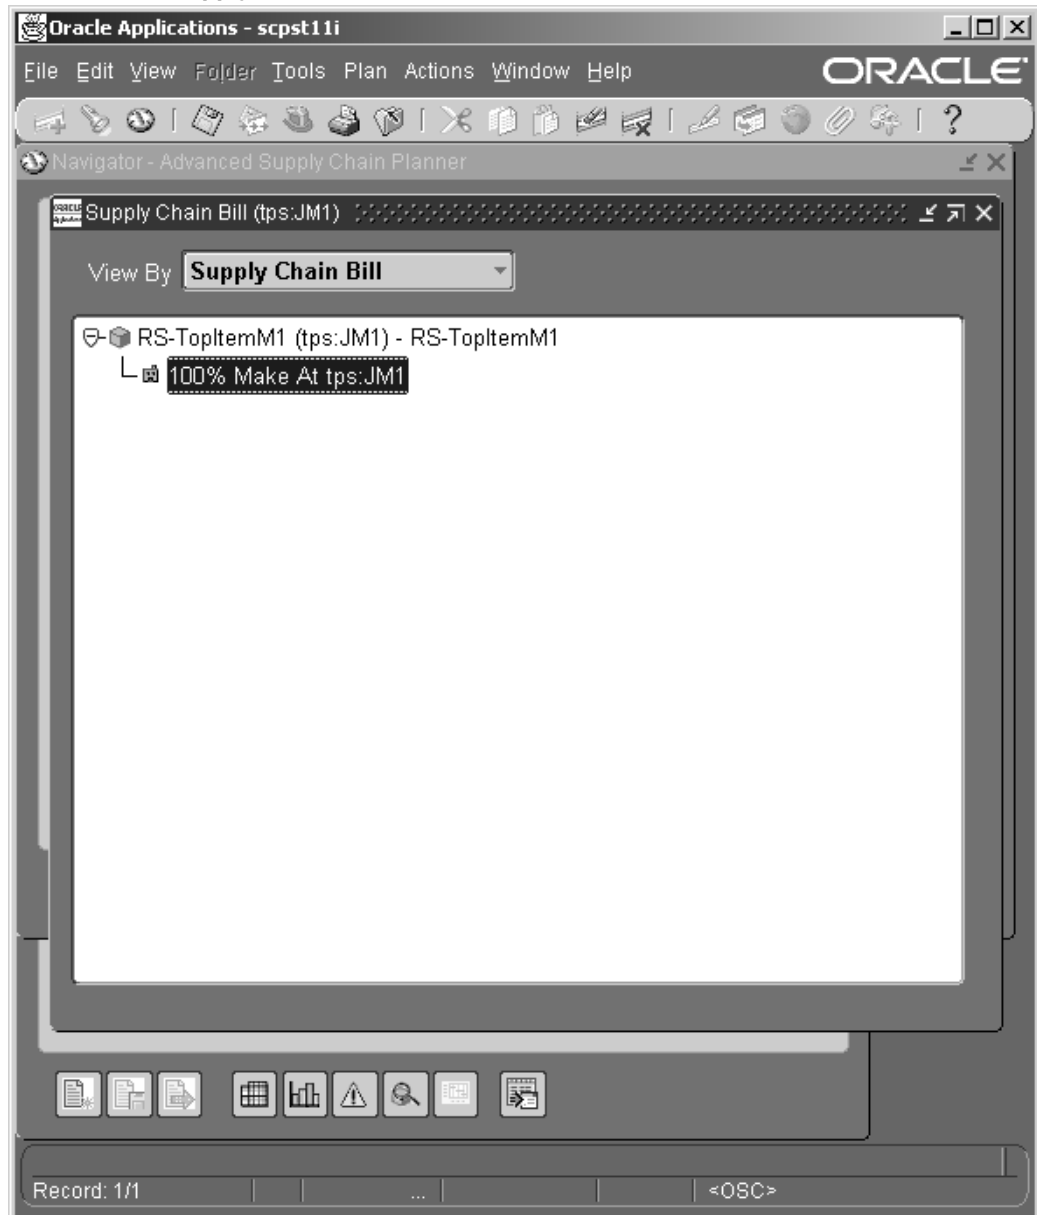 Oracle Applications - scpst11i
File Edit View Folder Tools Plan Actions Window Help ORACLE
Navigator - Advanced Supply Chain Planner
Supply Chain Bill (tps:JM1)
View By Supply Chain Bill
RS-TopItemM1 (tps:JM1) - RS-TopItemM1
100% Make At tps:JM1
Record: 1/1 ... <OSC>